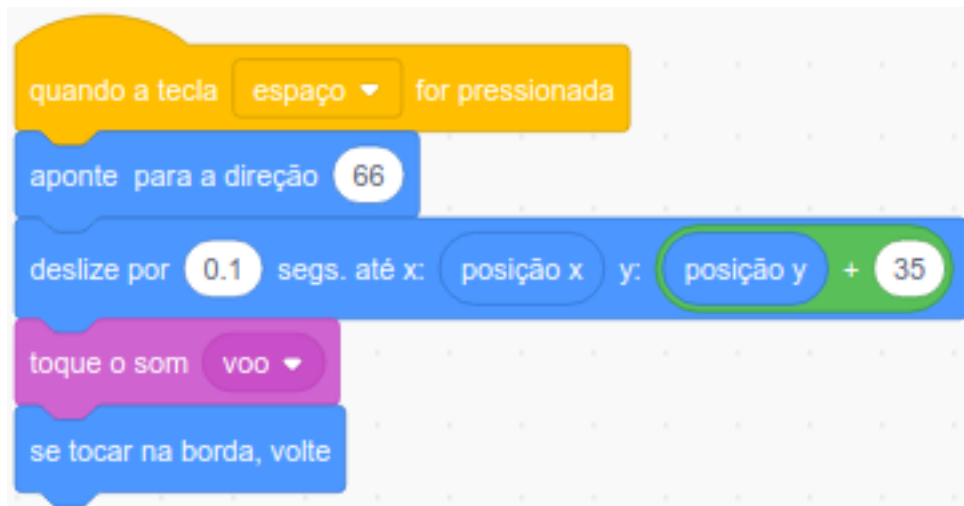 quando a tecla espaço for pressionada
aponte para a direção 66
deslize por 0.1 segs. até x: posição x y: posição y + 35
toque o som voo
se tocar na borda, volte